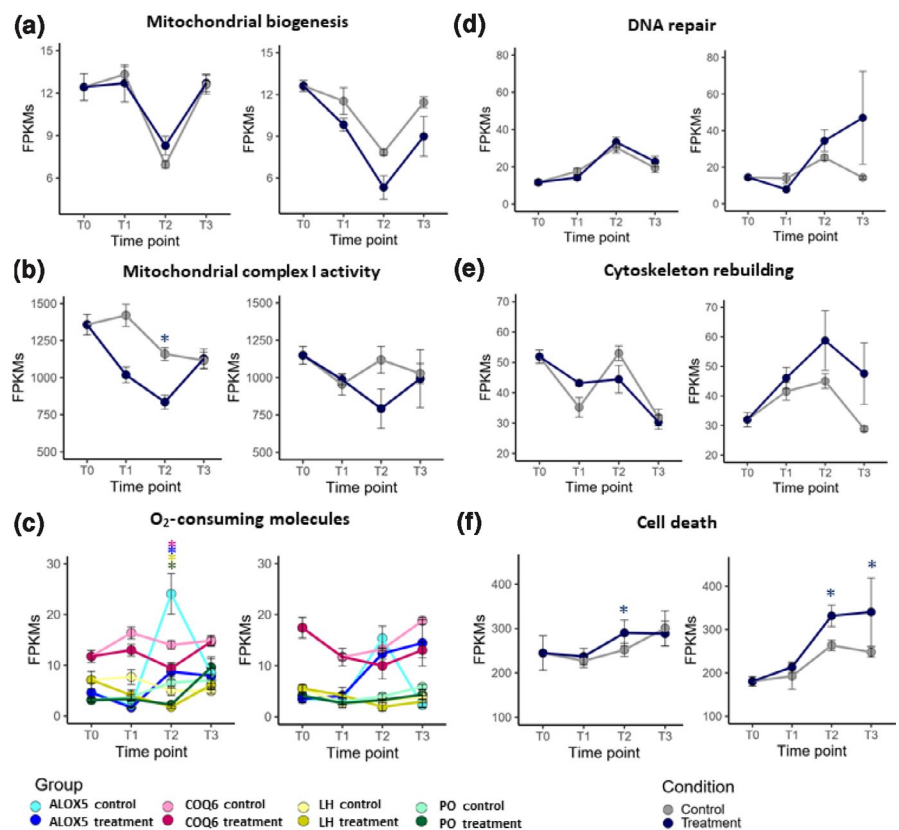 (a) Mitochondrial biogenesis
FPKMs
15
12
9
6
T0 T1 T2 T3
Time point
FPKMs
15
12
9
6
T0 T1 T2 T3
Time point
(d) DNA repair
FPKMs
80
60
40
20
0
T0 T1 T2 T3
Time point
FPKMs
80
60
40
20
0
T0 T1 T2 T3
Time point
(b) Mitochondrial complex I activity
FPKMs
1500
1250
1000
750
500
*
T0 T1 T2 T3
Time point
FPKMs
1500
1250
1000
750
500
T0 T1 T2 T3
Time point
(e) Cytoskeleton rebuilding
FPKMs
70
60
50
40
30
20
T0 T1 T2 T3
Time point
FPKMs
70
60
50
40
30
20
T0 T1 T2 T3
Time point
(c) O₂-consuming molecules
FPKMs
30
20
10
0
*
*
*
*
T0 T1 T2 T3
Time point
FPKMs
30
20
10
0
T0 T1 T2 T3
Time point
(f) Cell death
FPKMs
400
300
200
100
*
T0 T1 T2 T3
Time point
FPKMs
400
300
200
100
* *
T0 T1 T2 T3
Time point
Group
ALOX5 control COQ6 control LH control PO control
ALOX5 treatment COQ6 treatment LH treatment PO treatment
Condition
Control
Treatment